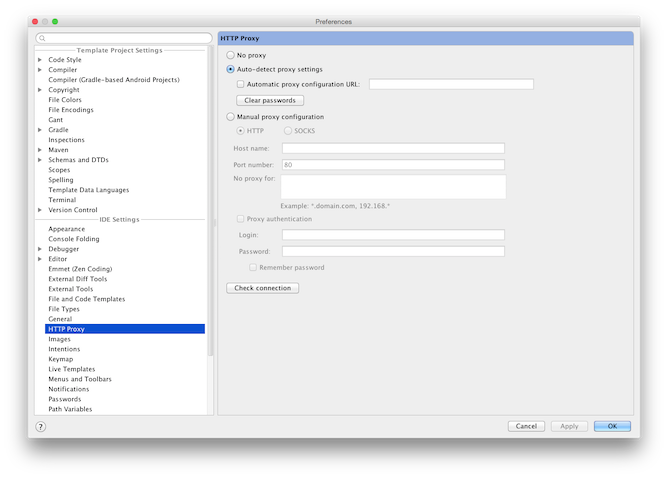 Preferences
Template Project Settings
Code Style
Compiler
Compiler (Gradle-based Android Projects)
Copyright
File Colors
File Encodings
Gant
Gradle
Inspections
Maven
Schemas and DTDs
Scopes
Spelling
Template Data Languages
Terminal
Version Control
IDE Settings
Appearance
Console Folding
Debugger
Editor
Emmet (Zen Coding)
External Diff Tools
External Tools
File and Code Templates
File Types
General
HTTP Proxy
Images
Intentions
Keymap
Live Templates
Menus and Toolbars
Notifications
Passwords
Path Variables
HTTP Proxy
No proxy
Auto-detect proxy settings
Automatic proxy configuration URL:
Clear passwords
Manual proxy configuration
HTTP SOCKS
Host name:
Port number: 80
No proxy for:
Example: *.domain.com, 192.168.*
Proxy authentication
Login:
Password:
Remember password
Check connection
? Cancel Apply OK